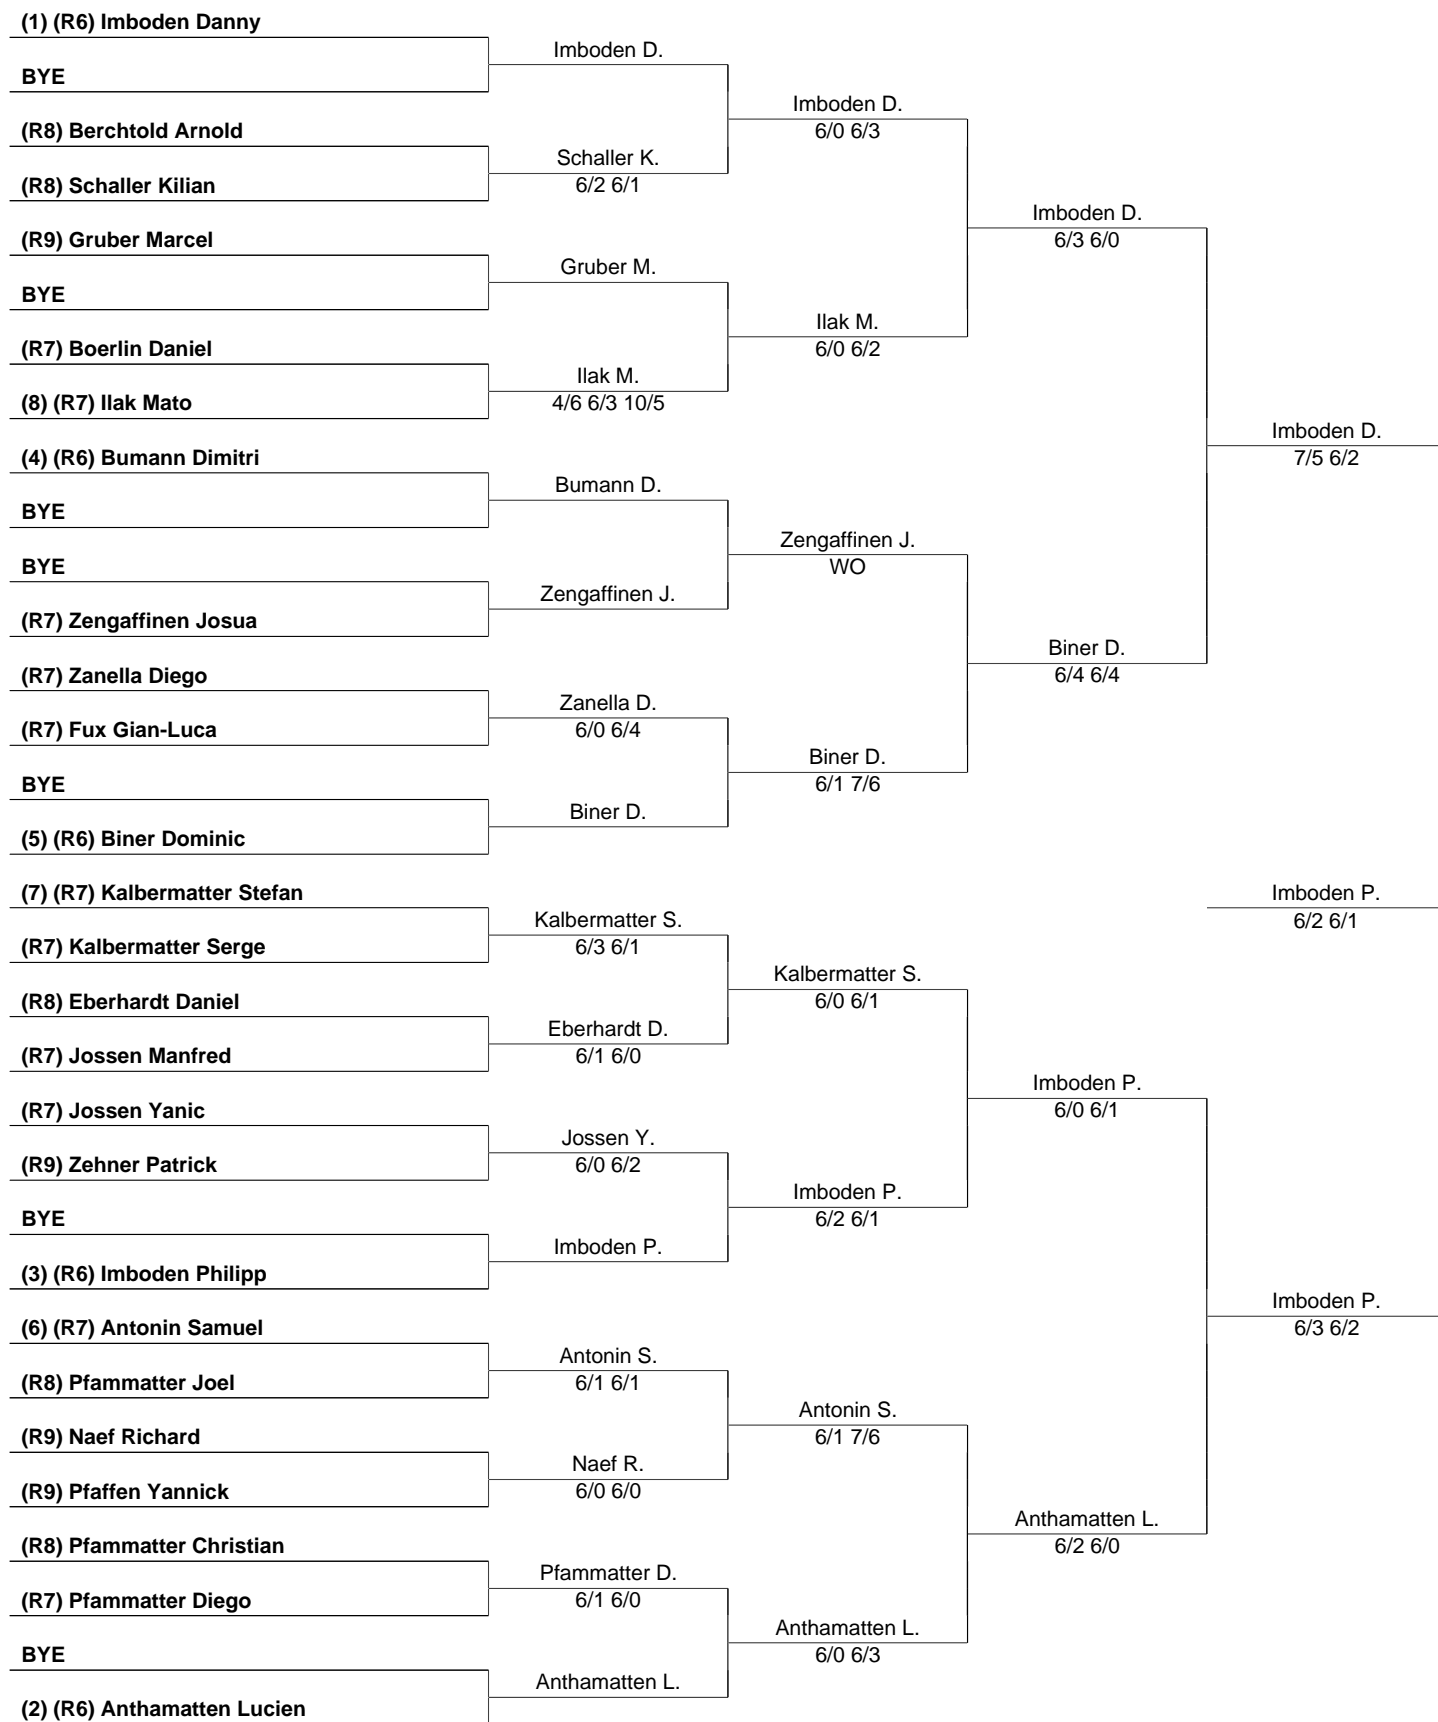 (1) (R6) Imboden Danny
BYE
(R8) Berchtold Arnold
(R8) Schaller Kilian
(R9) Gruber Marcel
BYE
(R7) Boerlin Daniel
(8) (R7) Ilak Mato
(4) (R6) Bumann Dimitri
BYE
BYE
(R7) Zengaffinen Josua
(R7) Zanella Diego
(R7) Fux Gian-Luca
BYE
(5) (R6) Biner Dominic
(7) (R7) Kalbermatter Stefan
(R7) Kalbermatter Serge
(R8) Eberhardt Daniel
(R7) Jossen Manfred
(R7) Jossen Yanic
(R9) Zehner Patrick
BYE
(3) (R6) Imboden Philipp
(6) (R7) Antonin Samuel
(R8) Pfammatter Joel
(R9) Naef Richard
(R9) Pfaffen Yannick
(R8) Pfammatter Christian
(R7) Pfammatter Diego
BYE
(2) (R6) Anthamatten Lucien
Imboden D.
Schaller K.
6/2 6/1
Gruber M.
Ilak M.
4/6 6/3 10/5
Bumann D.
Zengaffinen J.
Zanella D.
6/0 6/4
Biner D.
Kalbermatter S.
6/3 6/1
Eberhardt D.
6/1 6/0
Jossen Y.
6/0 6/2
Imboden P.
Antonin S.
6/1 6/1
Naef R.
6/0 6/0
Pfammatter D.
6/1 6/0
Anthamatten L.
Imboden D.
6/0 6/3
Ilak M.
6/0 6/2
Zengaffinen J.
WO
Biner D.
6/1 7/6
Kalbermatter S.
6/0 6/1
Imboden P.
6/2 6/1
Antonin S.
6/1 7/6
Anthamatten L.
6/0 6/3
Imboden D.
6/3 6/0
Biner D.
6/4 6/4
Imboden P.
6/0 6/1
Anthamatten L.
6/2 6/0
Imboden D.
7/5 6/2
Imboden P.
6/2 6/1
Imboden P.
6/3 6/2